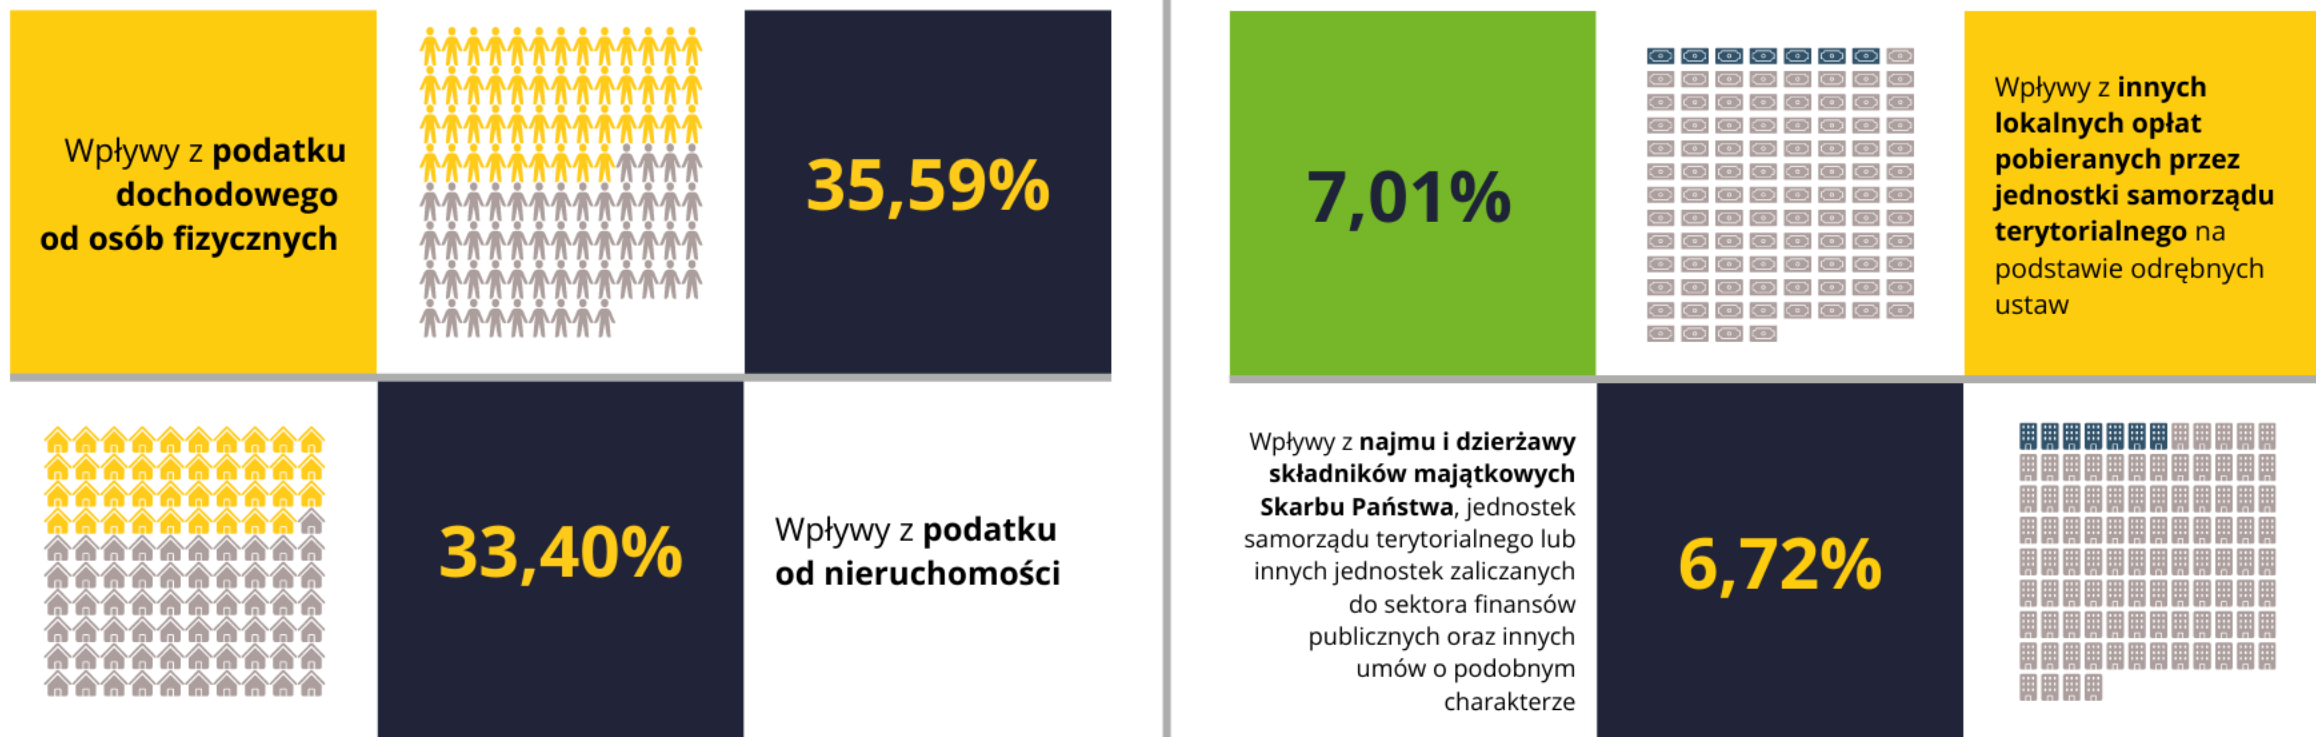 Wpływy z podatku
dochodowego
od osób fizycznych
35,59%
33,40%
Wpływy z podatku
od nieruchomości
7,01%
Wpływy z innych
lokalnych opłat
pobieranych przez
jednostki samorządu
terytorialnego na
podstawie odrębnych
ustaw
Wpływy z najmu i dzierżawy
składników majątkowych
Skarbu Państwa, jednostek
samorządu terytorialnego lub
innych jednostek zaliczanych
do sektora finansów
publicznych oraz innych
umów o podobnym
charakterze
6,72%